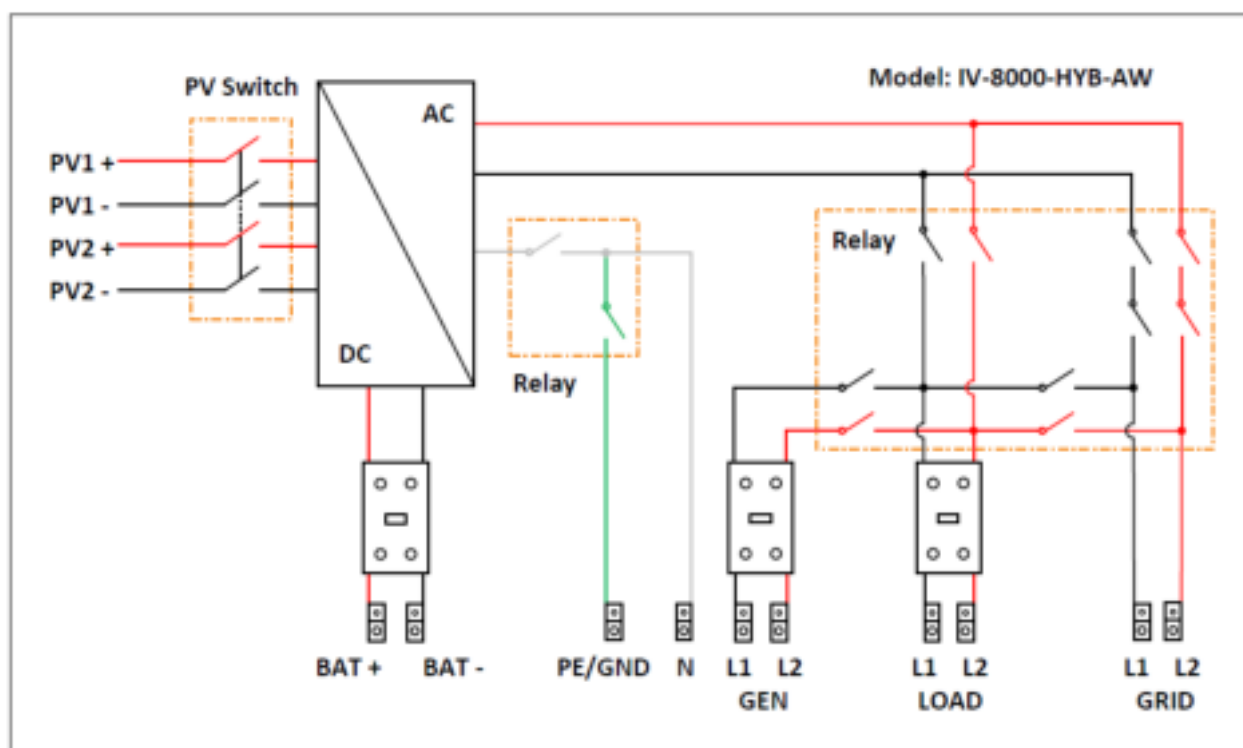 Model: IV-8000-HYB-AW
PV Switch
AC
PV1 +
PV1 -
PV2 +
PV2 -
DC
Relay
Relay
BAT +
BAT -
PE/GND
N
L1
L2
GEN
L1
L2
LOAD
L1
L2
GRID